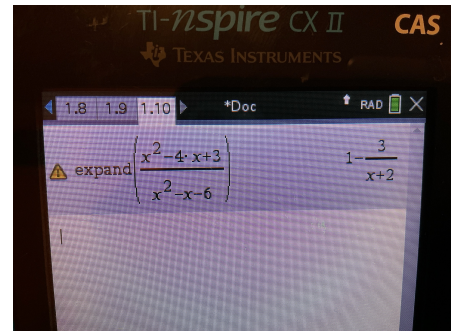 TI-nspire CX II CAS
TEXAS INSTRUMENTS
1.8 1.9 1.10 *Doc RAD
expand((x^2-4·x+3)/(x^2-x-6)) 1-3/(x+2)